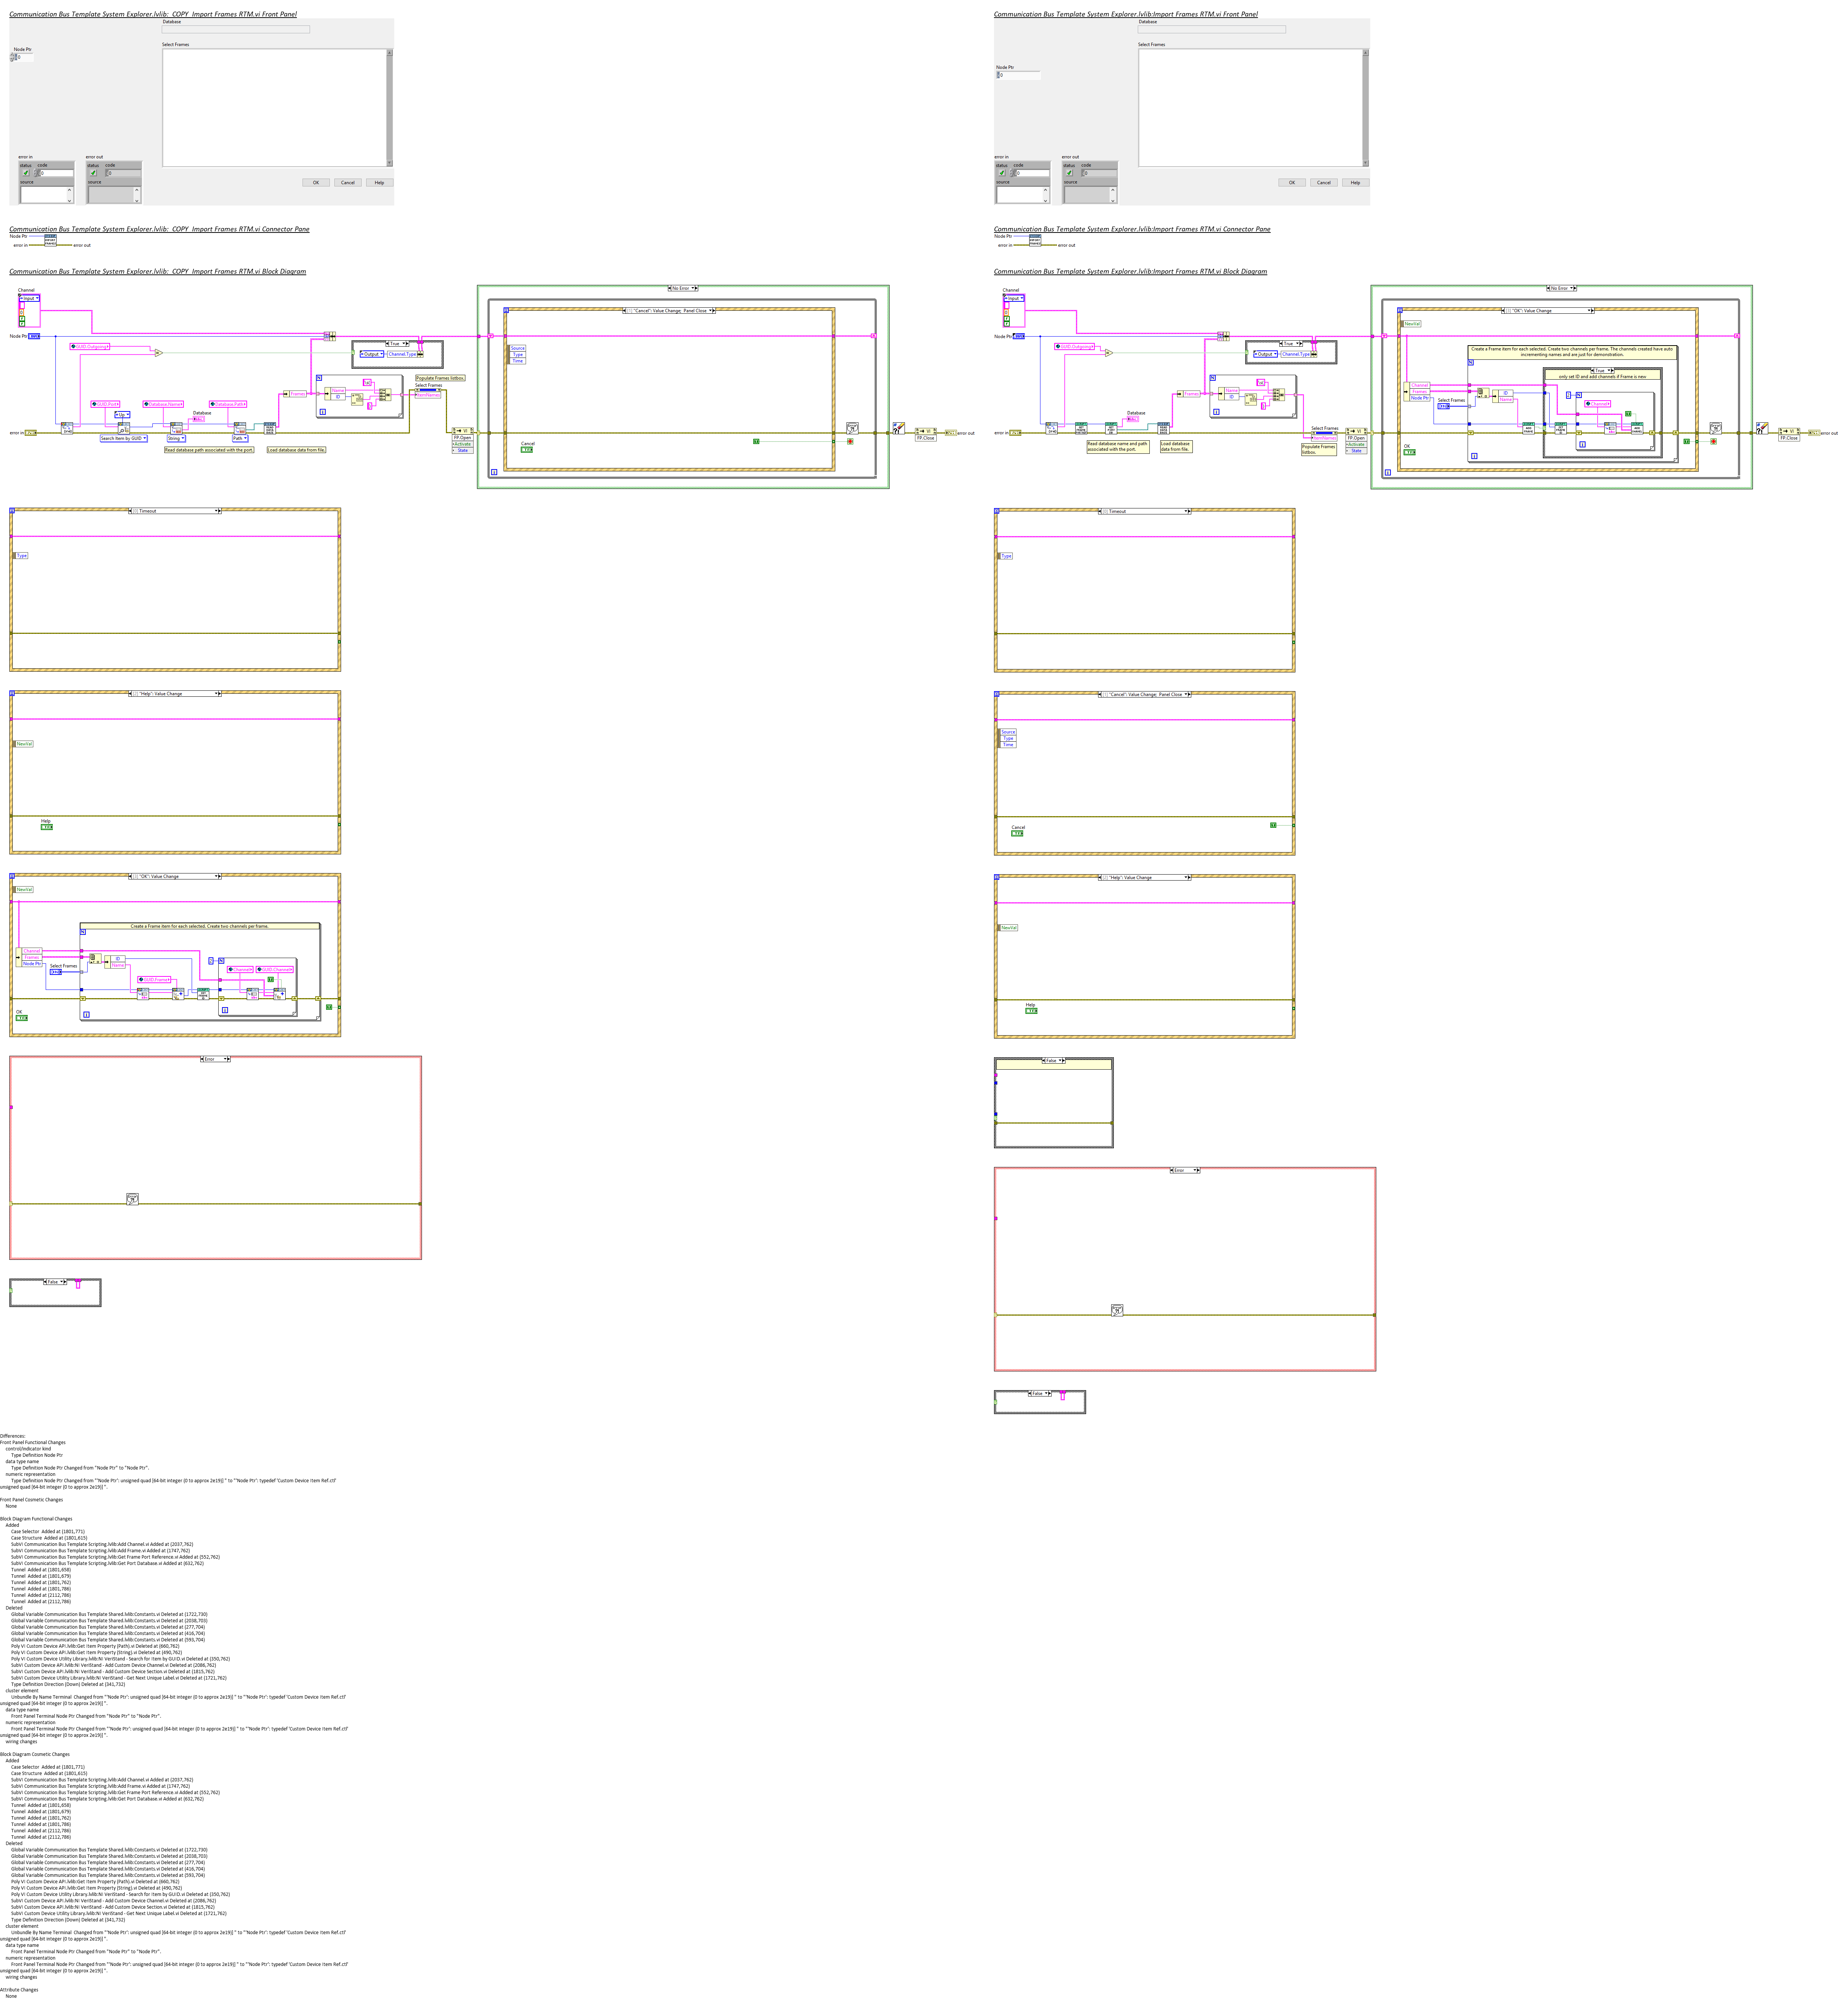 Communication Bus Template System Explorer.lvlib:_COPY_Import Frames RTM.vi Front Panel
Database
Node Ptr
0
Select Frames
error in
status code
0
source
error out
status code
0
source
OK
Cancel
Help
Communication Bus Template System Explorer.lvlib:_COPY_Import Frames RTM.vi Connector Pane
Node Ptr
error in
error out
Communication Bus Template System Explorer.lvlib:_COPY_Import Frames RTM.vi Block Diagram
Channel
Input
Node Ptr
GUID.Outgoing
GUID.Port
Database.Name
Database.Path
Up
Search Item by GUID
String
Path
Database
Read database path associated with the port.
Load database data from file.
Frames
Name
ID
True
Output
Channel.Type
Populate Frames listbox.
Select Frames
ItemNames
error in
VI
FP.Open
Activate
State
No Error
[1] "Cancel": Value Change; Panel Close
Source
Type
Time
Cancel
VI
FP.Close
error out
[0] Timeout
Type
[2] "Help": Value Change
NewVal
Help
[3] "OK": Value Change
NewVal
Create a Frame item for each selected. Create two channels per frame.
Channel
Frames
Node Ptr
Select Frames
ID
Name
GUID.Frame
Channel
GUID.Channel
OK
Error
False
Communication Bus Template System Explorer.lvlib:Import Frames RTM.vi Front Panel
Database
Select Frames
Node Ptr
0
error in
status code
0
source
error out
status code
0
source
OK
Cancel
Help
Communication Bus Template System Explorer.lvlib:Import Frames RTM.vi Connector Pane
Node Ptr
error in
error out
Communication Bus Template System Explorer.lvlib:Import Frames RTM.vi Block Diagram
Channel
Input
Node Ptr
GUID.Outgoing
Database
Read database name and path
associated with the port.
Load database
data from file.
Frames
Name
ID
True
Output
Channel.Type
Select Frames
ItemNames
Populate Frames
listbox.
error in
VI
FP.Open
Activate
State
No Error
[3] "OK": Value Change
NewVal
Create a Frame item for each selected. Create two channels per frame. The channels created have auto
incrementing names and are just for demonstration.
True
only set ID and add channels if Frame is new
Channel
Frames
Node Ptr
Select Frames
ID
Name
Channel
OK
VI
FP.Close
error out
[0] Timeout
Type
[1] "Cancel": Value Change; Panel Close
Source
Type
Time
Cancel
[2] "Help": Value Change
NewVal
Help
False
Error
False
Differences:
Front Panel Functional Changes
control/indicator kind
Type Definition Node Ptr
data type name
Type Definition Node Ptr Changed from "Node Ptr" to "Node Ptr".
numeric representation
Type Definition Node Ptr Changed from "'Node Ptr': unsigned quad [64-bit integer (0 to approx 2e19)] " to "'Node Ptr': typedef 'Custom Device Item Ref.ctl'
unsigned quad [64-bit integer (0 to approx 2e19)] ".
Front Panel Cosmetic Changes
None
Block Diagram Functional Changes
Added
Case Selector Added at (1801,771)
Case Structure Added at (1801,615)
SubVI Communication Bus Template Scripting.lvlib:Add Channel.vi Added at (2037,762)
SubVI Communication Bus Template Scripting.lvlib:Add Frame.vi Added at (1747,762)
SubVI Communication Bus Template Scripting.lvlib:Get Frame Port Reference.vi Added at (552,762)
SubVI Communication Bus Template Scripting.lvlib:Get Port Database.vi Added at (632,762)
Tunnel Added at (1801,658)
Tunnel Added at (1801,679)
Tunnel Added at (1801,762)
Tunnel Added at (1801,786)
Tunnel Added at (2112,786)
Tunnel Added at (2112,786)
Deleted
Global Variable Communication Bus Template Shared.lvlib:Constants.vi Deleted at (1722,730)
Global Variable Communication Bus Template Shared.lvlib:Constants.vi Deleted at (2038,703)
Global Variable Communication Bus Template Shared.lvlib:Constants.vi Deleted at (277,704)
Global Variable Communication Bus Template Shared.lvlib:Constants.vi Deleted at (416,704)
Global Variable Communication Bus Template Shared.lvlib:Constants.vi Deleted at (593,704)
Poly VI Custom Device API.lvlib:Get Item Property (Path).vi Deleted at (660,762)
Poly VI Custom Device API.lvlib:Get Item Property (String).vi Deleted at (490,762)
Poly VI Custom Device Utility Library.lvlib:NI VeriStand - Search for Item by GUID.vi Deleted at (350,762)
SubVI Custom Device API.lvlib:NI VeriStand - Add Custom Device Channel.vi Deleted at (2086,762)
SubVI Custom Device API.lvlib:NI VeriStand - Add Custom Device Section.vi Deleted at (1815,762)
SubVI Custom Device Utility Library.lvlib:NI VeriStand - Get Next Unique Label.vi Deleted at (1721,762)
Type Definition Direction (Down) Deleted at (341,732)
cluster element
Unbundle By Name Terminal Changed from "'Node Ptr': unsigned quad [64-bit integer (0 to approx 2e19)] " to "'Node Ptr': typedef 'Custom Device Item Ref.ctl'
unsigned quad [64-bit integer (0 to approx 2e19)] ".
data type name
Front Panel Terminal Node Ptr Changed from "Node Ptr" to "Node Ptr".
numeric representation
Front Panel Terminal Node Ptr Changed from "'Node Ptr': unsigned quad [64-bit integer (0 to approx 2e19)] " to "'Node Ptr': typedef 'Custom Device Item Ref.ctl'
unsigned quad [64-bit integer (0 to approx 2e19)] ".
wiring changes
Block Diagram Cosmetic Changes
Added
Case Selector Added at (1801,771)
Case Structure Added at (1801,615)
SubVI Communication Bus Template Scripting.lvlib:Add Channel.vi Added at (2037,762)
SubVI Communication Bus Template Scripting.lvlib:Add Frame.vi Added at (1747,762)
SubVI Communication Bus Template Scripting.lvlib:Get Frame Port Reference.vi Added at (552,762)
SubVI Communication Bus Template Scripting.lvlib:Get Port Database.vi Added at (632,762)
Tunnel Added at (1801,658)
Tunnel Added at (1801,679)
Tunnel Added at (1801,762)
Tunnel Added at (1801,786)
Tunnel Added at (2112,786)
Tunnel Added at (2112,786)
Deleted
Global Variable Communication Bus Template Shared.lvlib:Constants.vi Deleted at (1722,730)
Global Variable Communication Bus Template Shared.lvlib:Constants.vi Deleted at (2038,703)
Global Variable Communication Bus Template Shared.lvlib:Constants.vi Deleted at (277,704)
Global Variable Communication Bus Template Shared.lvlib:Constants.vi Deleted at (416,704)
Global Variable Communication Bus Template Shared.lvlib:Constants.vi Deleted at (593,704)
Poly VI Custom Device API.lvlib:Get Item Property (Path).vi Deleted at (660,762)
Poly VI Custom Device API.lvlib:Get Item Property (String).vi Deleted at (490,762)
Poly VI Custom Device Utility Library.lvlib:NI VeriStand - Search for Item by GUID.vi Deleted at (350,762)
SubVI Custom Device API.lvlib:NI VeriStand - Add Custom Device Channel.vi Deleted at (2086,762)
SubVI Custom Device API.lvlib:NI VeriStand - Add Custom Device Section.vi Deleted at (1815,762)
SubVI Custom Device Utility Library.lvlib:NI VeriStand - Get Next Unique Label.vi Deleted at (1721,762)
Type Definition Direction (Down) Deleted at (341,732)
cluster element
Unbundle By Name Terminal Changed from "'Node Ptr': unsigned quad [64-bit integer (0 to approx 2e19)] " to "'Node Ptr': typedef 'Custom Device Item Ref.ctl'
unsigned quad [64-bit integer (0 to approx 2e19)] ".
data type name
Front Panel Terminal Node Ptr Changed from "Node Ptr" to "Node Ptr".
numeric representation
Front Panel Terminal Node Ptr Changed from "'Node Ptr': unsigned quad [64-bit integer (0 to approx 2e19)] " to "'Node Ptr': typedef 'Custom Device Item Ref.ctl'
unsigned quad [64-bit integer (0 to approx 2e19)] ".
wiring changes
Attribute Changes
None